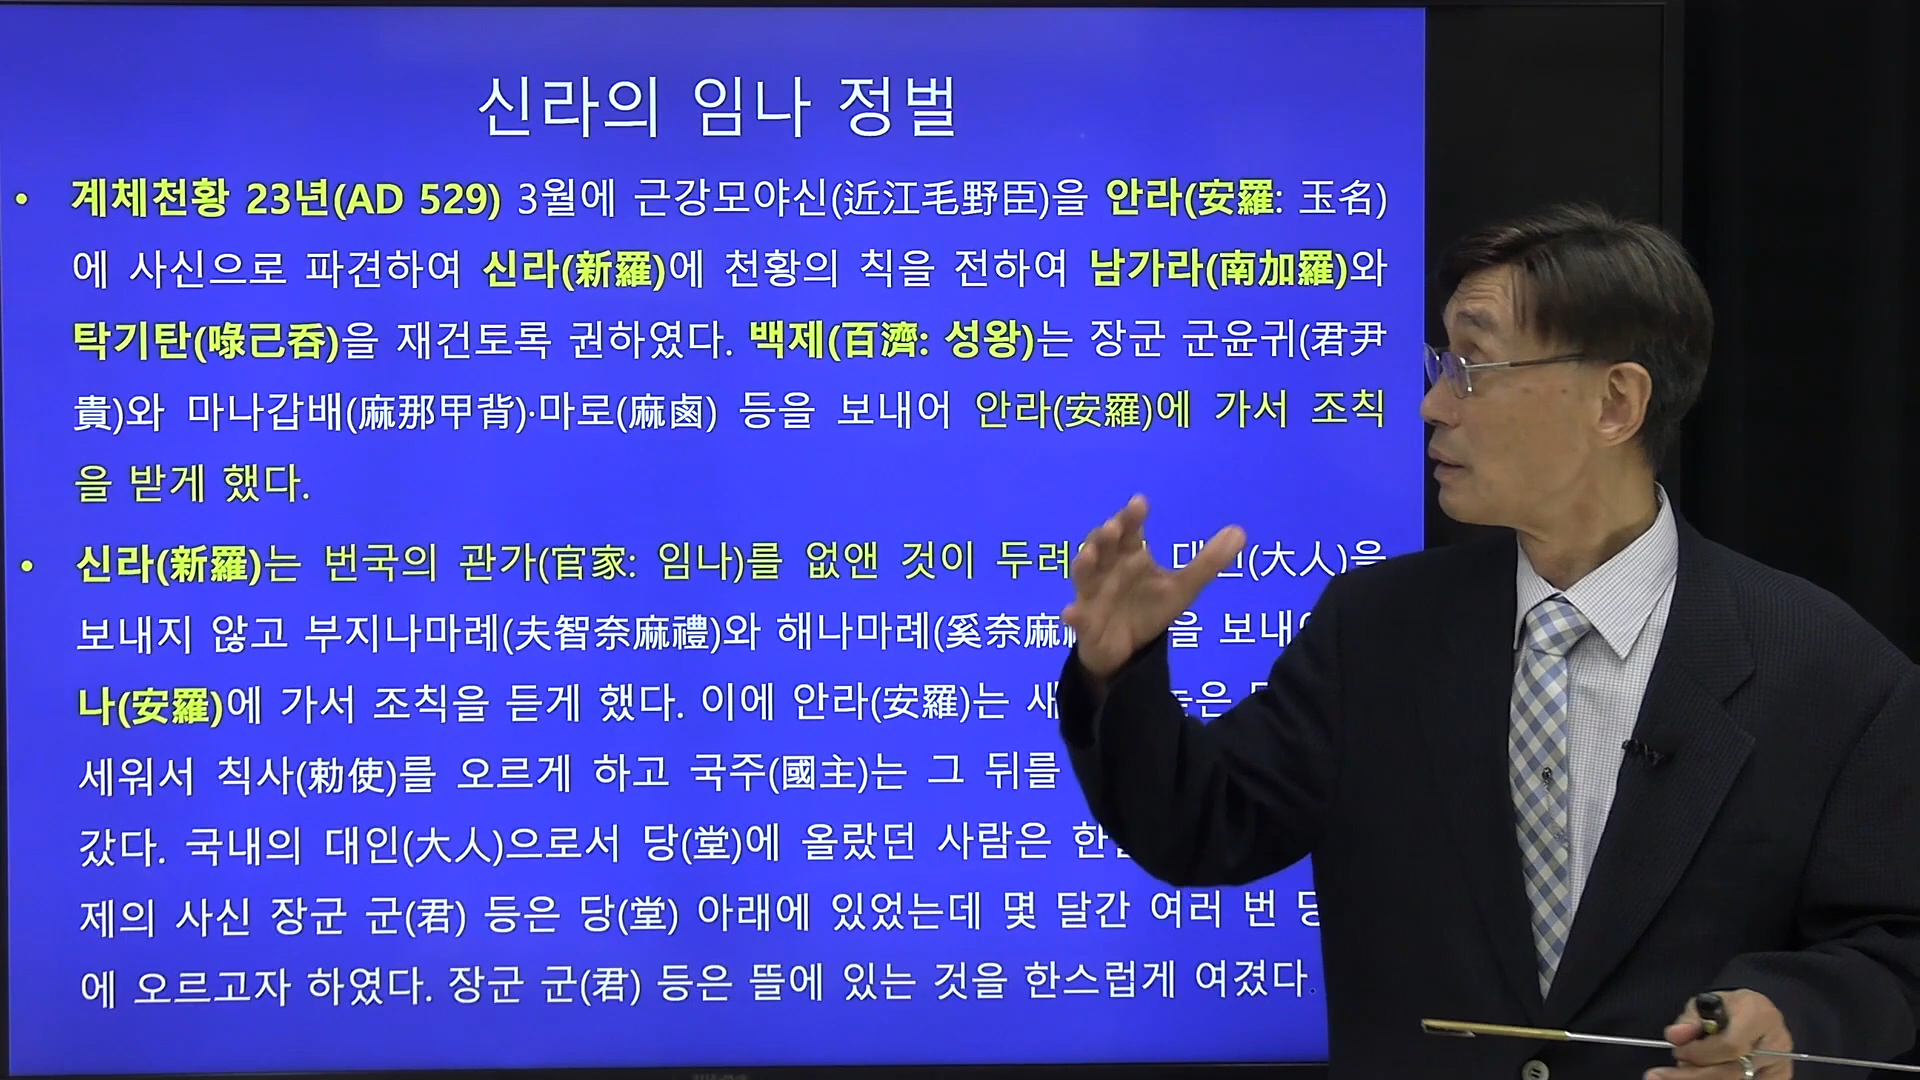 신라의 임나 정벌
• 계체천황 23년(AD 529) 3월에 근강모야신(近江毛野臣)을 안라(安羅: 玉名)
에 사신으로 파견하여 신라(新羅)에 천황의 칙을 전하여 남가라(南加羅)와
탁기탄(喙己呑)을 재건토록 권하였다. 백제(百濟: 성왕)는 장군 군윤귀(君尹
貴)와 마나갑배(麻那甲背)·마로(麻鹵) 등을 보내어 안라(安羅)에 가서 조칙
을 받게 했다.
• 신라(新羅)는 번국의 관가(官家: 임나)를 없앤 것이 두려 대인(大人)을
보내지 않고 부지나마례(夫智奈麻禮)와 해나마례(奚奈麻 을 보내
나(安羅)에 가서 조칙을 듣게 했다. 이에 안라(安羅)는 새 높은
세워서 칙사(勅使)를 오르게 하고 국주(國主)는 그 뒤를
갔다. 국내의 대인(大人)으로서 당(堂)에 올랐던 사람은 한
제의 사신 장군 군(君) 등은 당(堂) 아래에 있었는데 몇 달간 여러 번 당
에 오르고자 하였다. 장군 군(君) 등은 뜰에 있는 것을 한스럽게 여겼다.